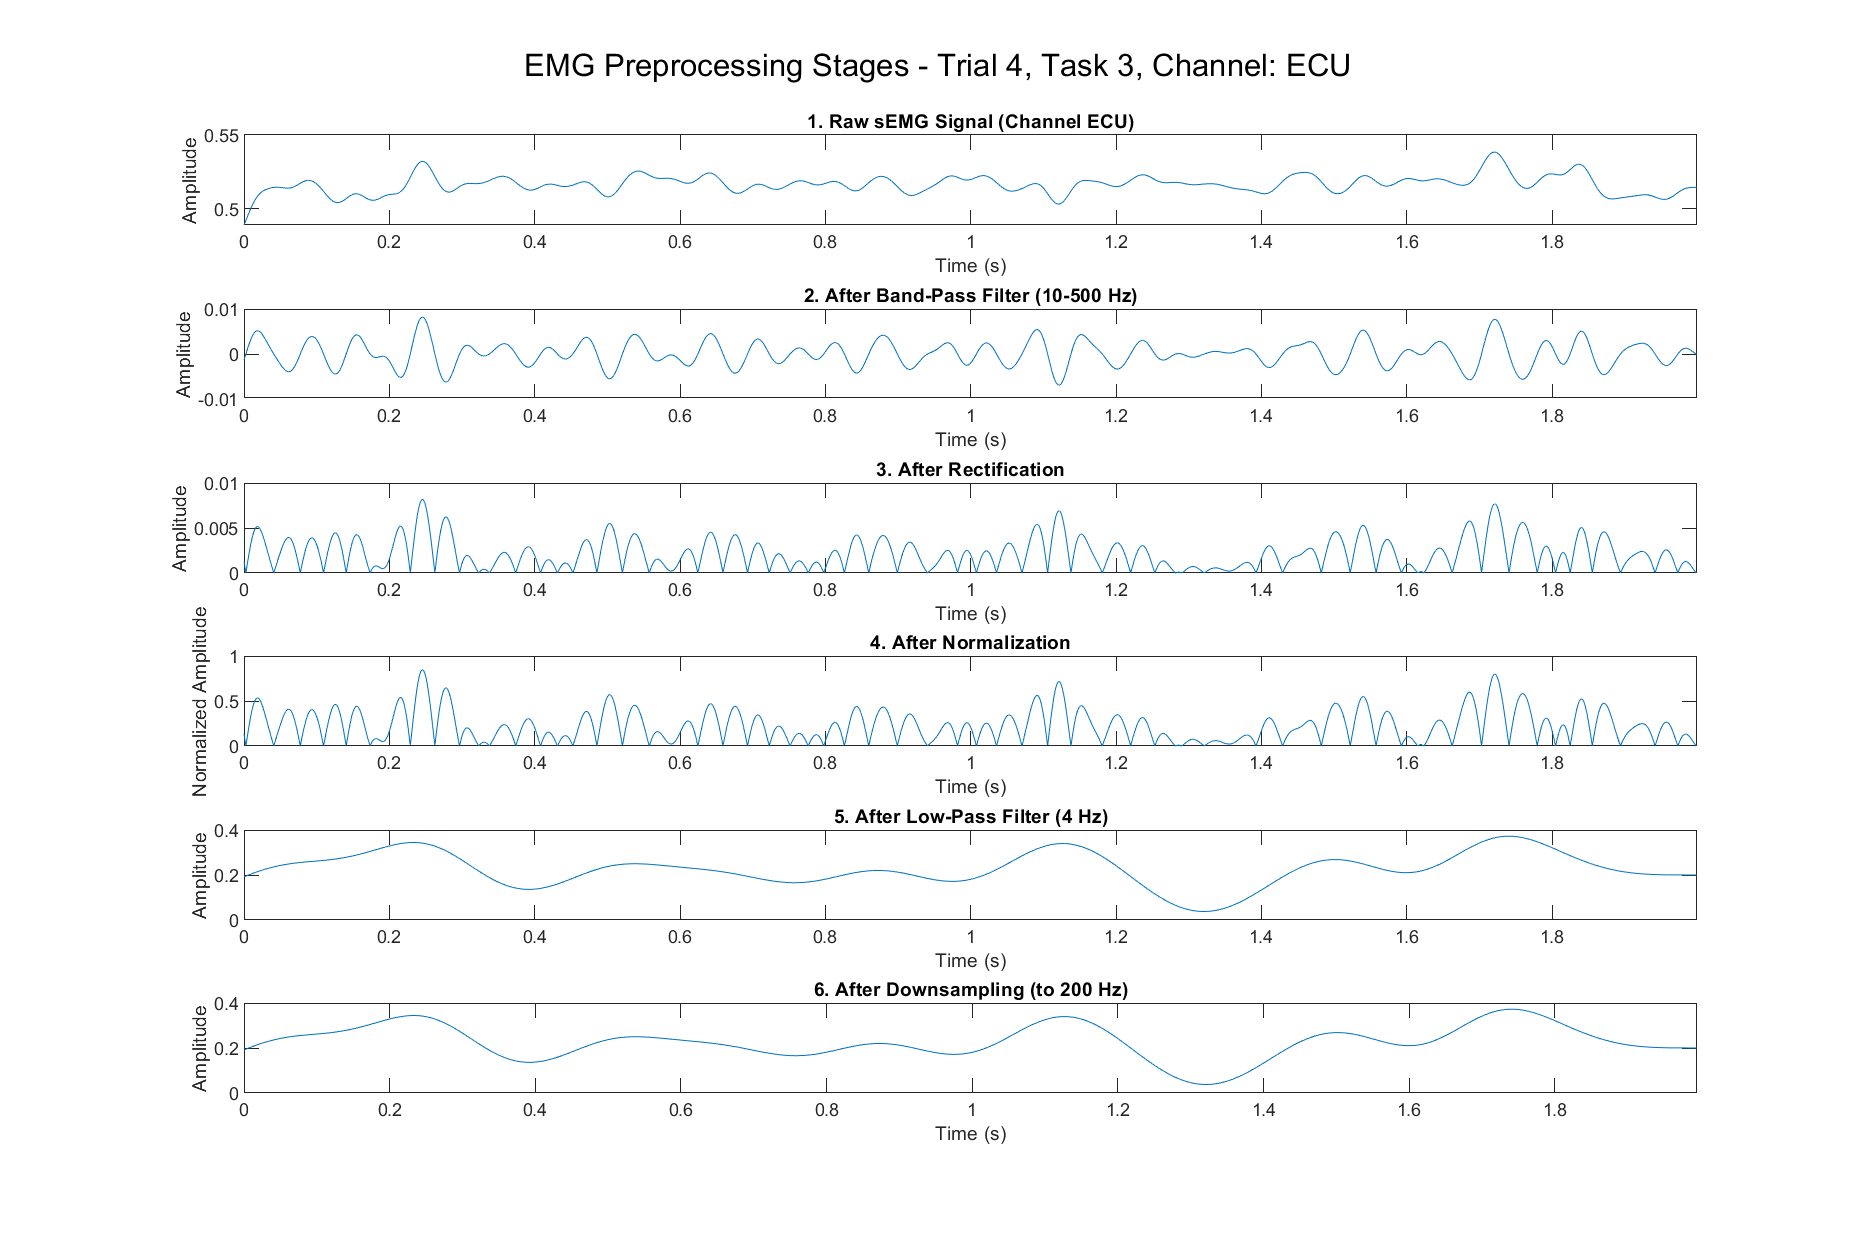 EMG Preprocessing Stages - Trial 4, Task 3, Channel: ECU
1. Raw sEMG Signal (Channel ECU)
Amplitude
0.55
0.5
0 0.2 0.4 0.6 0.8 1 1.2 1.4 1.6 1.8
Time (s)
2. After Band-Pass Filter (10-500 Hz)
Amplitude
0.01
0
-0.01
0 0.2 0.4 0.6 0.8 1 1.2 1.4 1.6 1.8
Time (s)
3. After Rectification
Amplitude
0.01
0.005
0
0 0.2 0.4 0.6 0.8 1 1.2 1.4 1.6 1.8
Time (s)
4. After Normalization
Normalized Amplitude
1
0.5
0
0 0.2 0.4 0.6 0.8 1 1.2 1.4 1.6 1.8
Time (s)
5. After Low-Pass Filter (4 Hz)
Amplitude
0.4
0.2
0
0 0.2 0.4 0.6 0.8 1 1.2 1.4 1.6 1.8
Time (s)
6. After Downsampling (to 200 Hz)
Amplitude
0.4
0.2
0
0 0.2 0.4 0.6 0.8 1 1.2 1.4 1.6 1.8
Time (s)